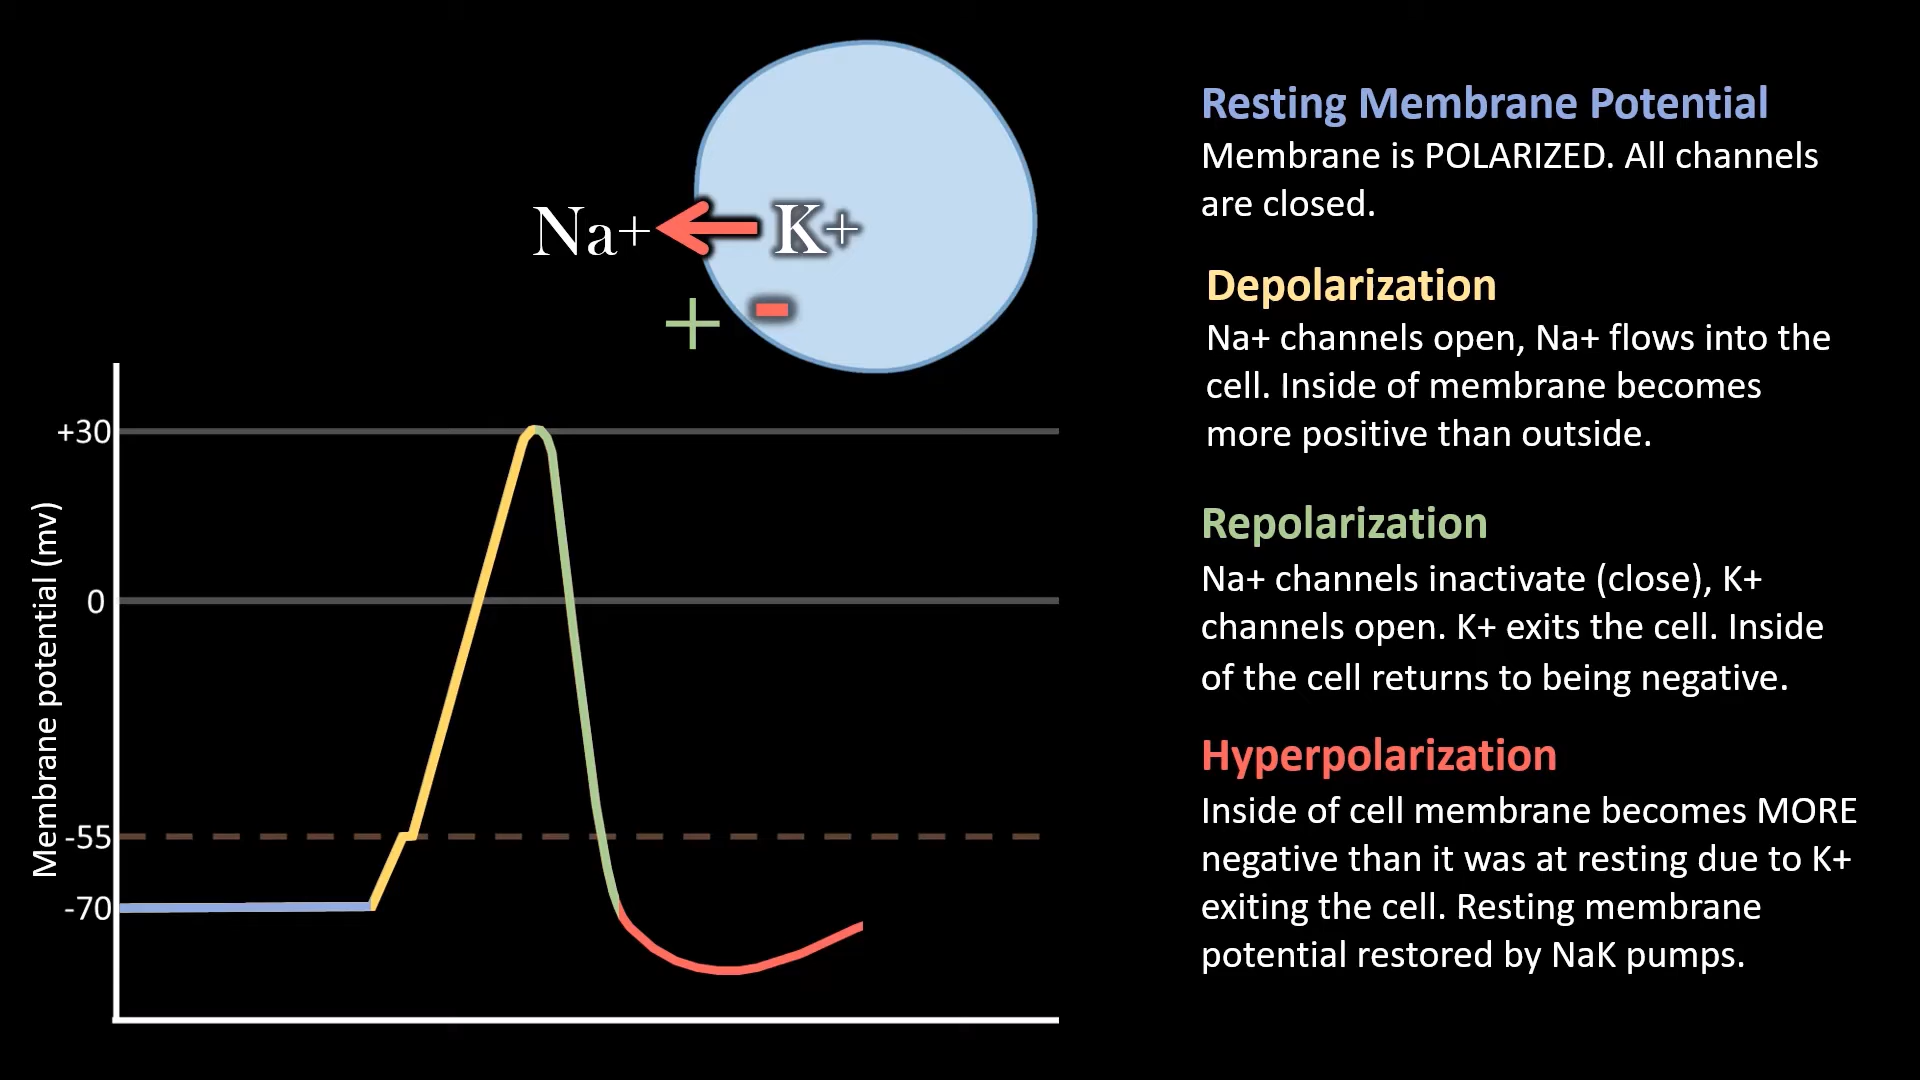 Na+
K+
+
-
Membrane potential (mv)
+30
0
-55
-70
Resting Membrane Potential
Membrane is POLARIZED. All channels
are closed.
Depolarization
Na+ channels open, Na+ flows into the
cell. Inside of membrane becomes
more positive than outside.
Repolarization
Na+ channels inactivate (close), K+
channels open. K+ exits the cell. Inside
of the cell returns to being negative.
Hyperpolarization
Inside of cell membrane becomes MORE
negative than it was at resting due to K+
exiting the cell. Resting membrane
potential restored by NaK pumps.